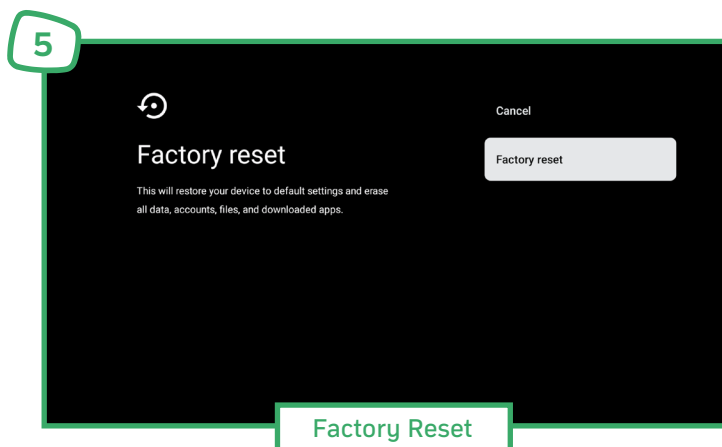 5
Factory reset
This will restore your device to default settings and erase
all data, accounts, files, and downloaded apps.
Cancel
Factory reset
Factory Reset